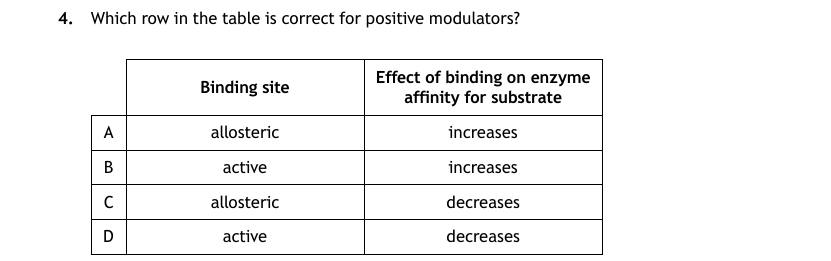 4. Which row in the table is correct for positive modulators?
Binding site
Effect of binding on enzyme
affinity for substrate
A allosteric increases
B active increases
C allosteric decreases
D active decreases